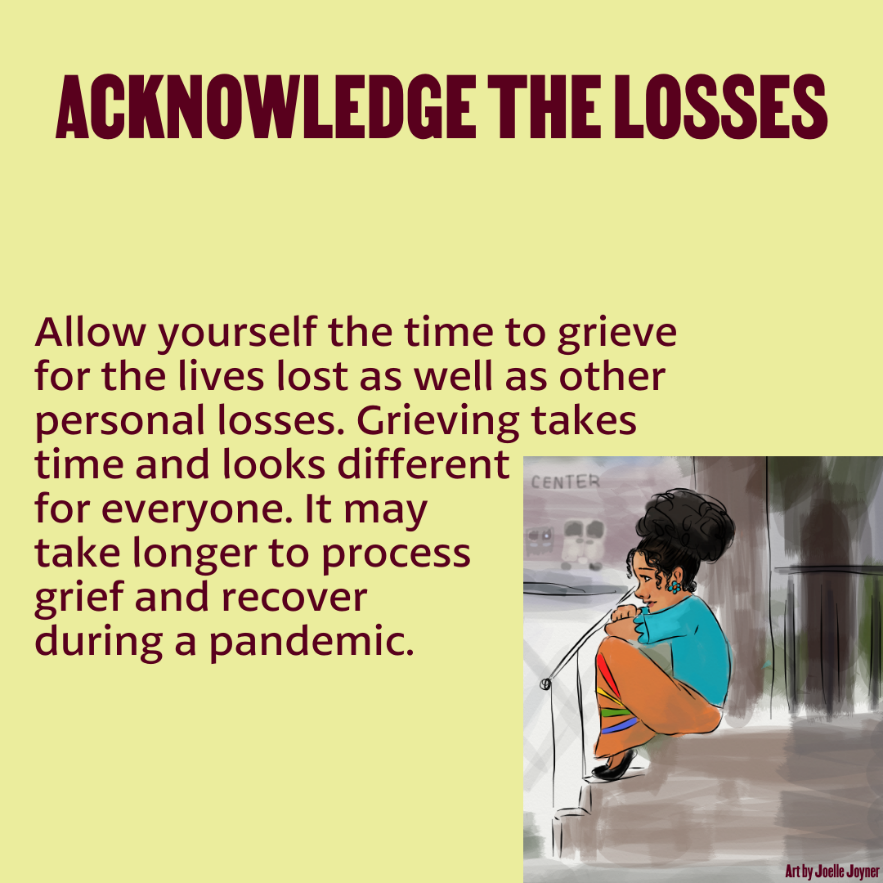 ACKNOWLEDGE THE LOSSES
Allow yourself the time to grieve
for the lives lost as well as other
personal losses. Grieving takes
time and looks different
for everyone. It may
take longer to process
grief and recover
during a pandemic.
CENTER
Art by Joelle Joyner